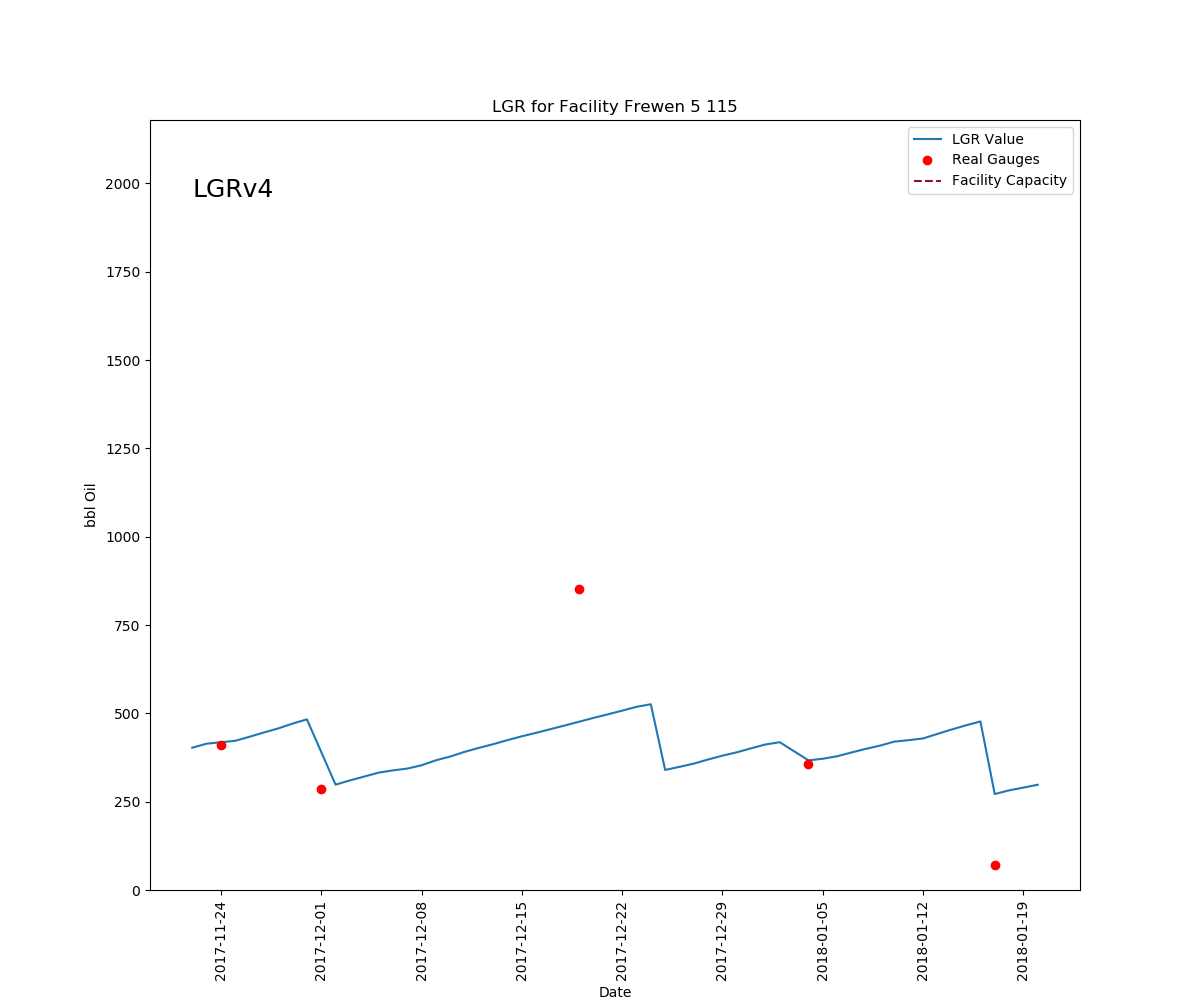 LGR for Facility Frewen 5 115
LGRv4
LGR Value
Real Gauges
Facility Capacity
2000
1750
1500
1250
1000
750
500
250
0
bbl Oil
2017-11-24
2017-12-01
2017-12-08
2017-12-15
2017-12-22
2017-12-29
2018-01-05
2018-01-12
2018-01-19
Date